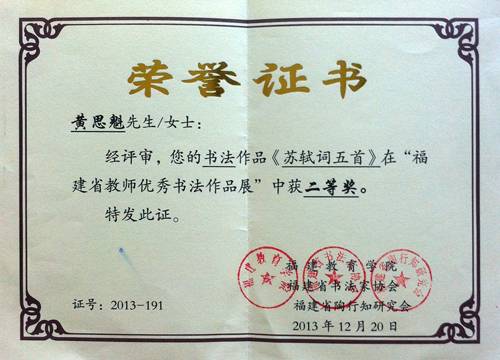 荣誉证书
黄思魁先生/女士：
经评审，您的书法作品《苏轼词五首》在“福
建省教师优秀书法作品展”中获二等奖。
特发此证。
福建教育学院
福建省书法家协会
福建省陶行知研究会
证号：2013-191
2013年12月20日